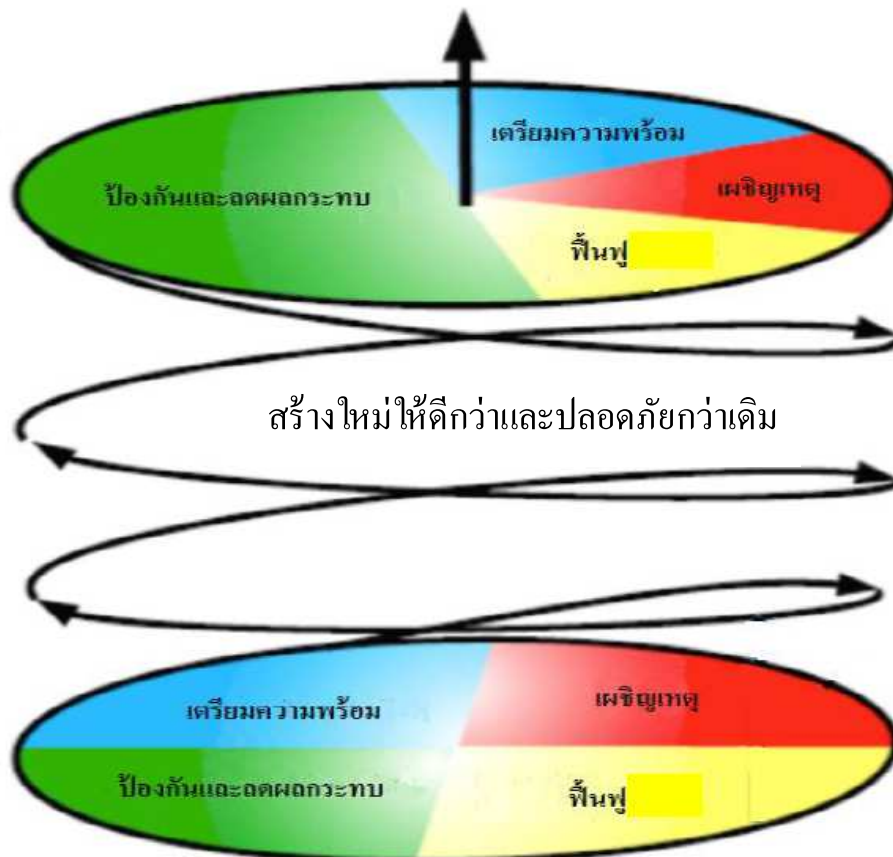 เตรียมความพร้อม
ป้องกันและลดผลกระทบ
เผชิญเหตุ
ฟื้นฟู
สร้างใหม่ให้ดีกว่าและปลอดภัยกว่าเดิม
เตรียมความพร้อม
เผชิญเหตุ
ป้องกันและลดผลกระทบ
ฟื้นฟู